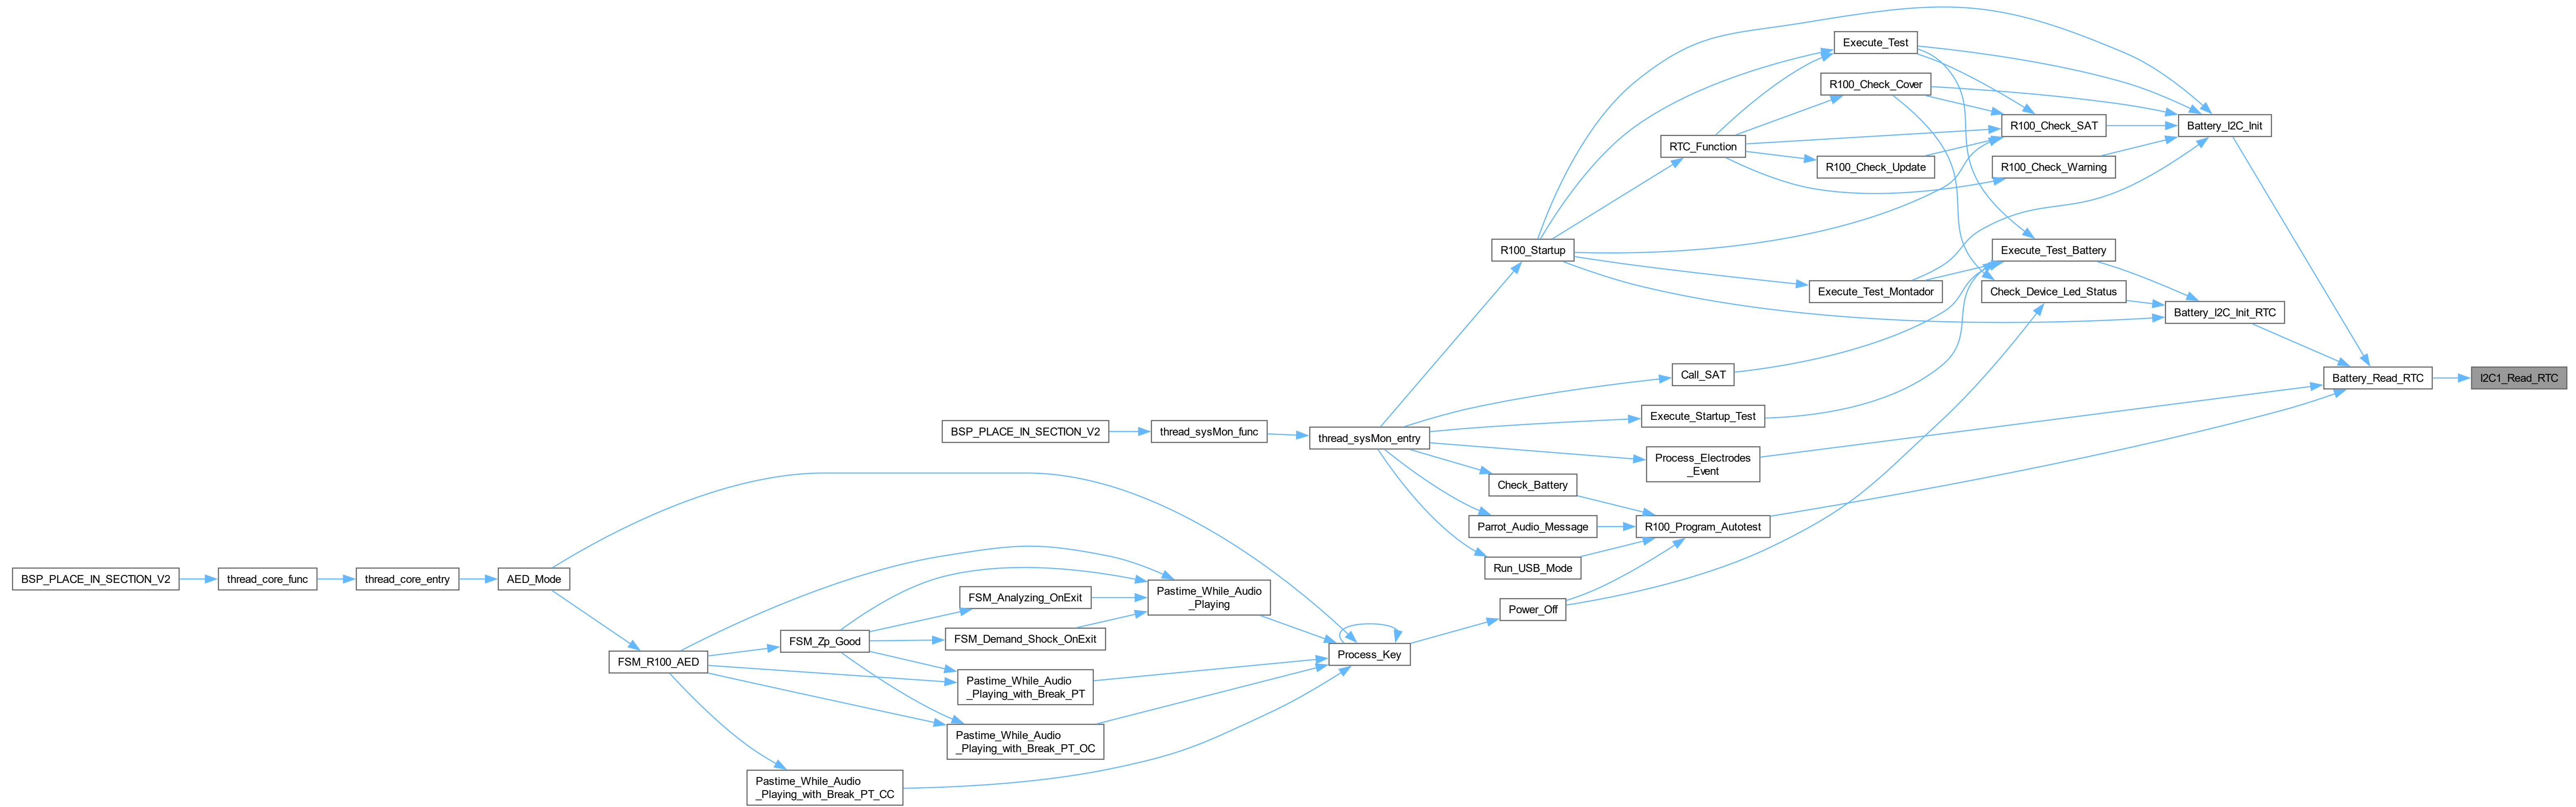 Execute_Test
R100_Check_Cover
R100_Check_SAT
Battery_I2C_Init
RTC_Function
R100_Check_Update
R100_Check_Warning
R100_Startup
Execute_Test_Battery
Execute_Test_Montador
Check_Device_Led_Status
Battery_I2C_Init_RTC
Call_SAT
Battery_Read_RTC
I2C1_Read_RTC
Execute_Startup_Test
BSP_PLACE_IN_SECTION_V2
thread_sysMon_func
thread_sysMon_entry
Process_Electrodes
_Event
Check_Battery
Parrot_Audio_Message
R100_Program_Autotest
Run_USB_Mode
BSP_PLACE_IN_SECTION_V2
thread_core_func
thread_core_entry
AED_Mode
FSM_Analyzing_OnExit
Pastime_While_Audio
_Playing
Power_Off
FSM_Zp_Good
FSM_Demand_Shock_OnExit
FSM_R100_AED
Process_Key
Pastime_While_Audio
_Playing_with_Break_PT
Pastime_While_Audio
_Playing_with_Break_PT_OC
Pastime_While_Audio
_Playing_with_Break_PT_CC